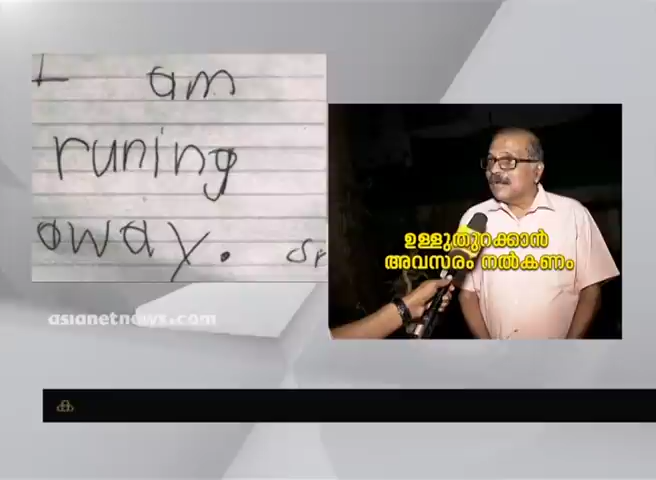 I am
runing
away.
ഉള്ളുതുറക്കാൻ
അവസരം നൽകണം
asianetnews.com